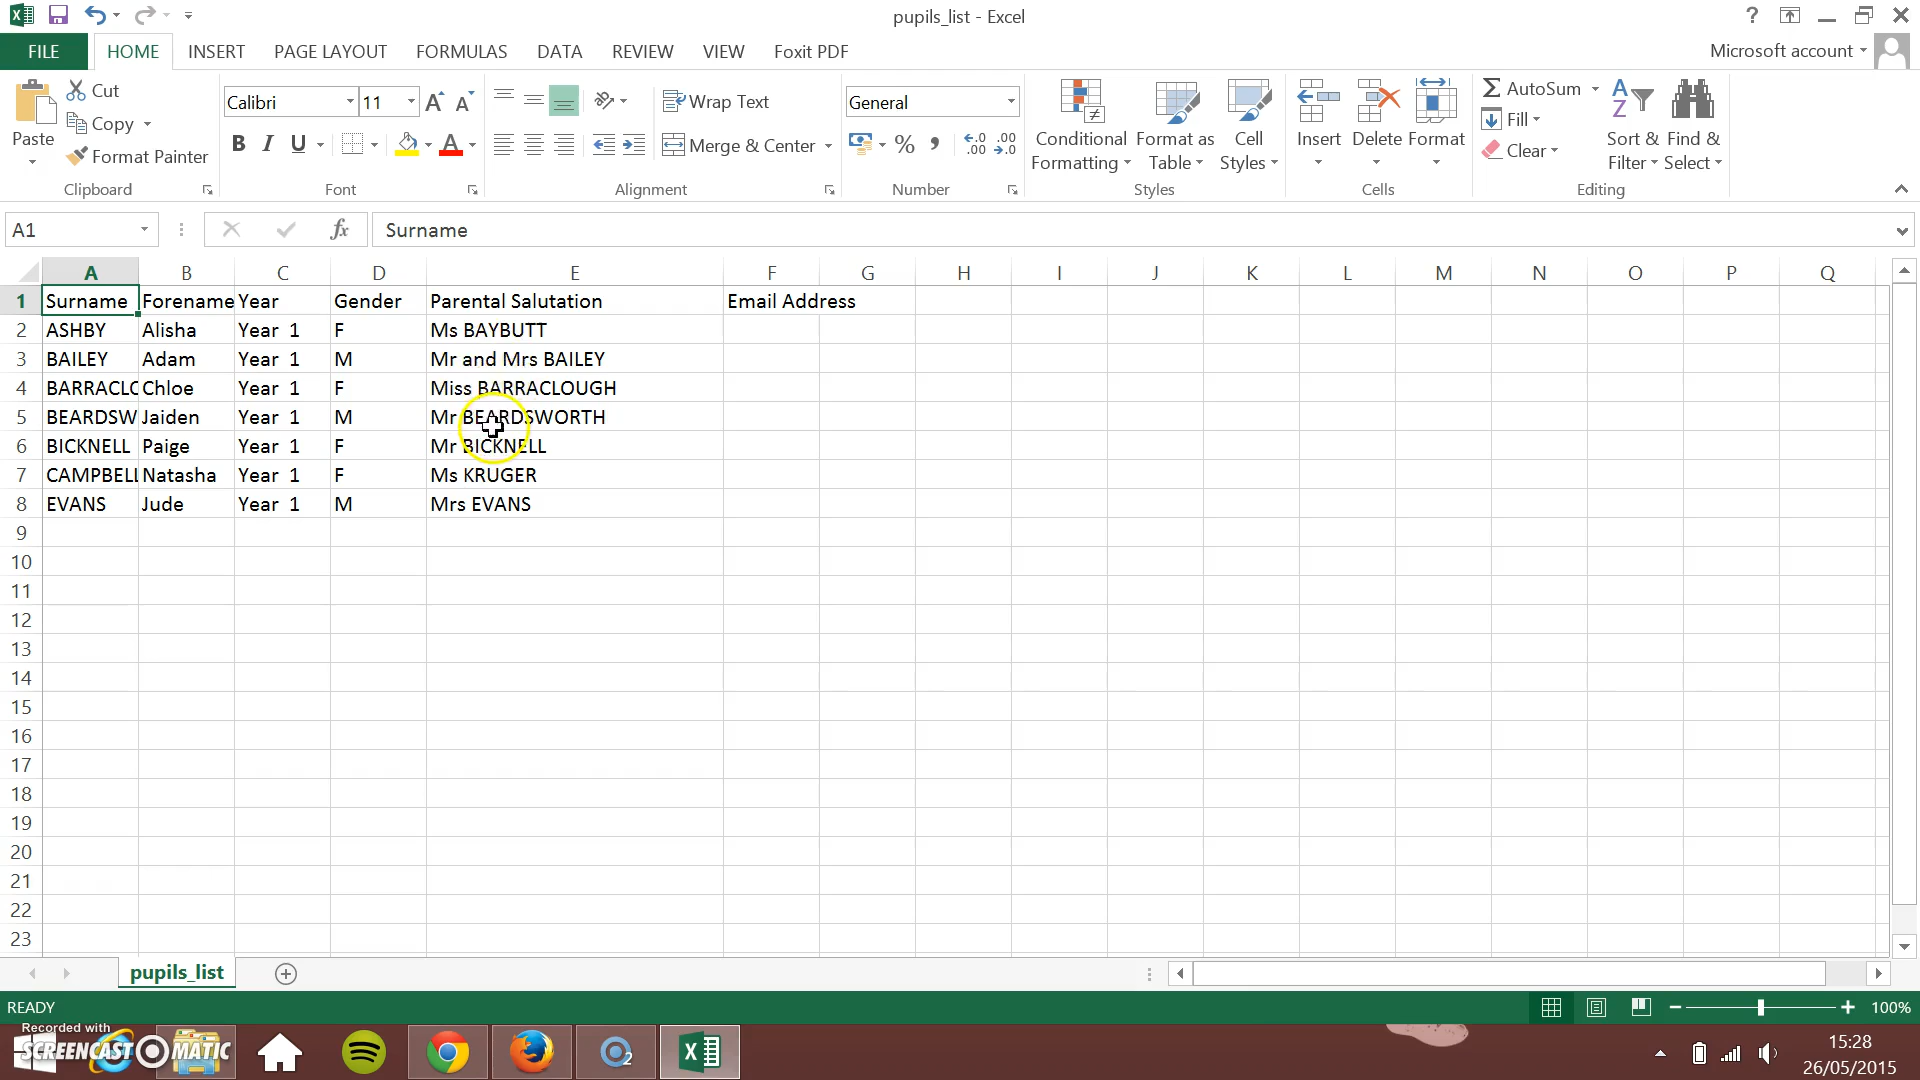 pupils_list - Excel
FILE HOME INSERT PAGE LAYOUT FORMULAS DATA REVIEW VIEW Foxit PDF Microsoft account
Paste Cut Copy Format Painter Clipboard
Calibri 11 B I U A Font
Wrap Text Merge & Center Alignment
General % , .00 .0 Number
Conditional Formatting Format as Table Cell Styles Styles
Insert Delete Format Cells
AutoSum Fill Clear Sort & Filter Find & Select Editing
A1 fx Surname
A B C D E F G H I J K L M N O P Q
1 Surname Forename Year Gender Parental Salutation Email Address
2 ASHBY Alisha Year 1 F Ms BAYBUTT
3 BAILEY Adam Year 1 M Mr and Mrs BAILEY
4 BARRACLO Chloe Year 1 F Miss BARRACLOUGH
5 BEARDSW Jaiden Year 1 M Mr BEARDSWORTH
6 BICKNELL Paige Year 1 F Mr BICKNELL
7 CAMPBELL Natasha Year 1 F Ms KRUGER
8 EVANS Jude Year 1 M Mrs EVANS
9
10
11
12
13
14
15
16
17
18
19
20
21
22
23
pupils_list
READY 100%
Recorded with
SCREENCAST MATIC
15:28
26/05/2015